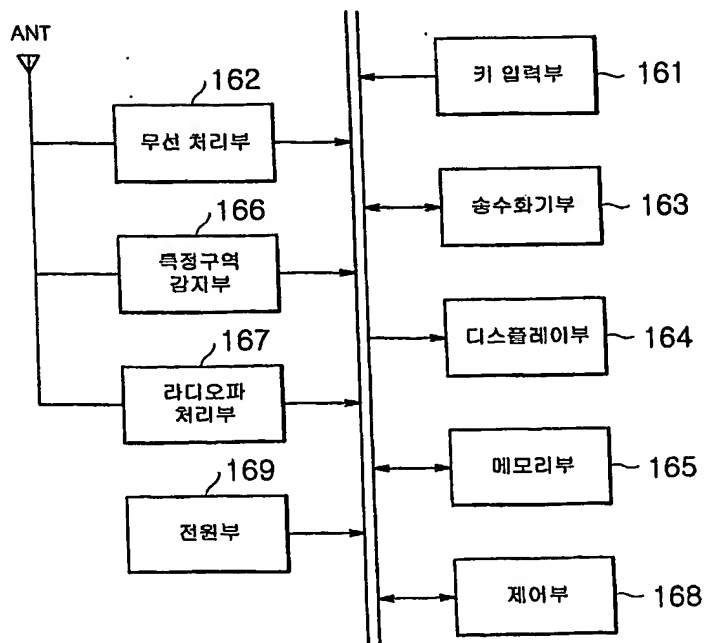 ANT
162
무선 처리부
166
특정구역
감지부
167
라디오파
처리부
169
전원부
키 입력부
161
송수화기부
163
디스플레이부
164
메모리부
165
제어부
168